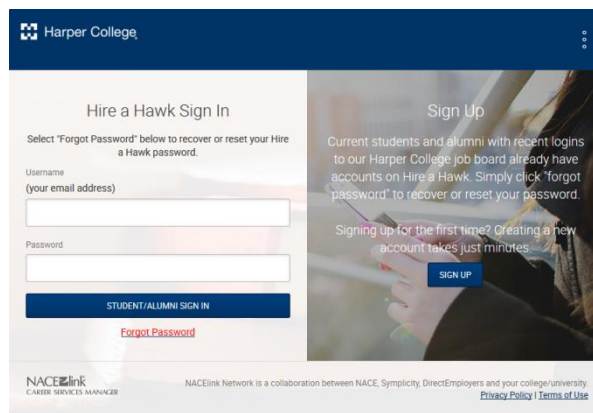 Harper College
Hire a Hawk Sign In
Select "Forgot Password" below to recover or reset your Hire
a Hawk password.
Username
(your email address)
Password
STUDENT/ALUMNI SIGN IN
Forgot Password
Sign Up
Current students and alumni with recent logins
to our Harper College job board already have
accounts on Hire a Hawk. Simply click "forgot
password" to recover or reset your password.
Signing up for the first time? Creating a new
account takes just minutes.
SIGN UP
NACElink
CAREER SERVICES MANAGER
NACElink Network is a collaboration between NACE, Symplicity, DirectEmployers and your college/university.
Privacy Policy | Terms of Use